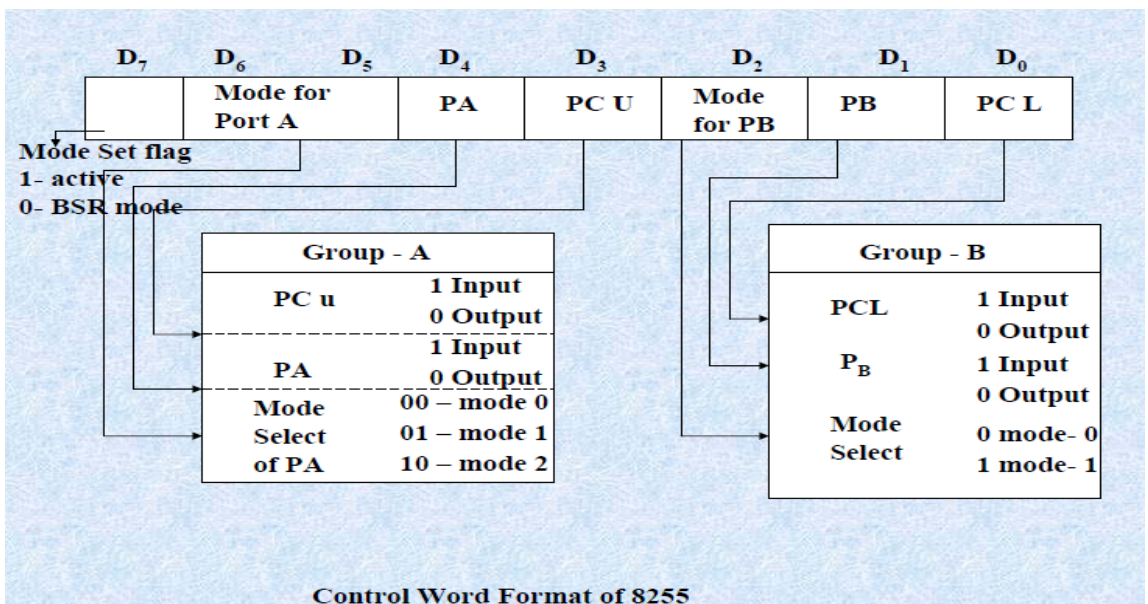 D7 D6 D5 D4 D3 D2 D1 D0
Mode for
Port A
PA
PC U
Mode
for PB
PB
PC L
Mode Set flag
1- active
0- BSR mode
Group - A
PC u
1 Input
0 Output
PA
1 Input
0 Output
Mode
Select
of PA
00 – mode 0
01 – mode 1
10 – mode 2
Group - B
PCL
1 Input
0 Output
PB
1 Input
0 Output
Mode
Select
0 mode- 0
1 mode- 1
Control Word Format of 8255